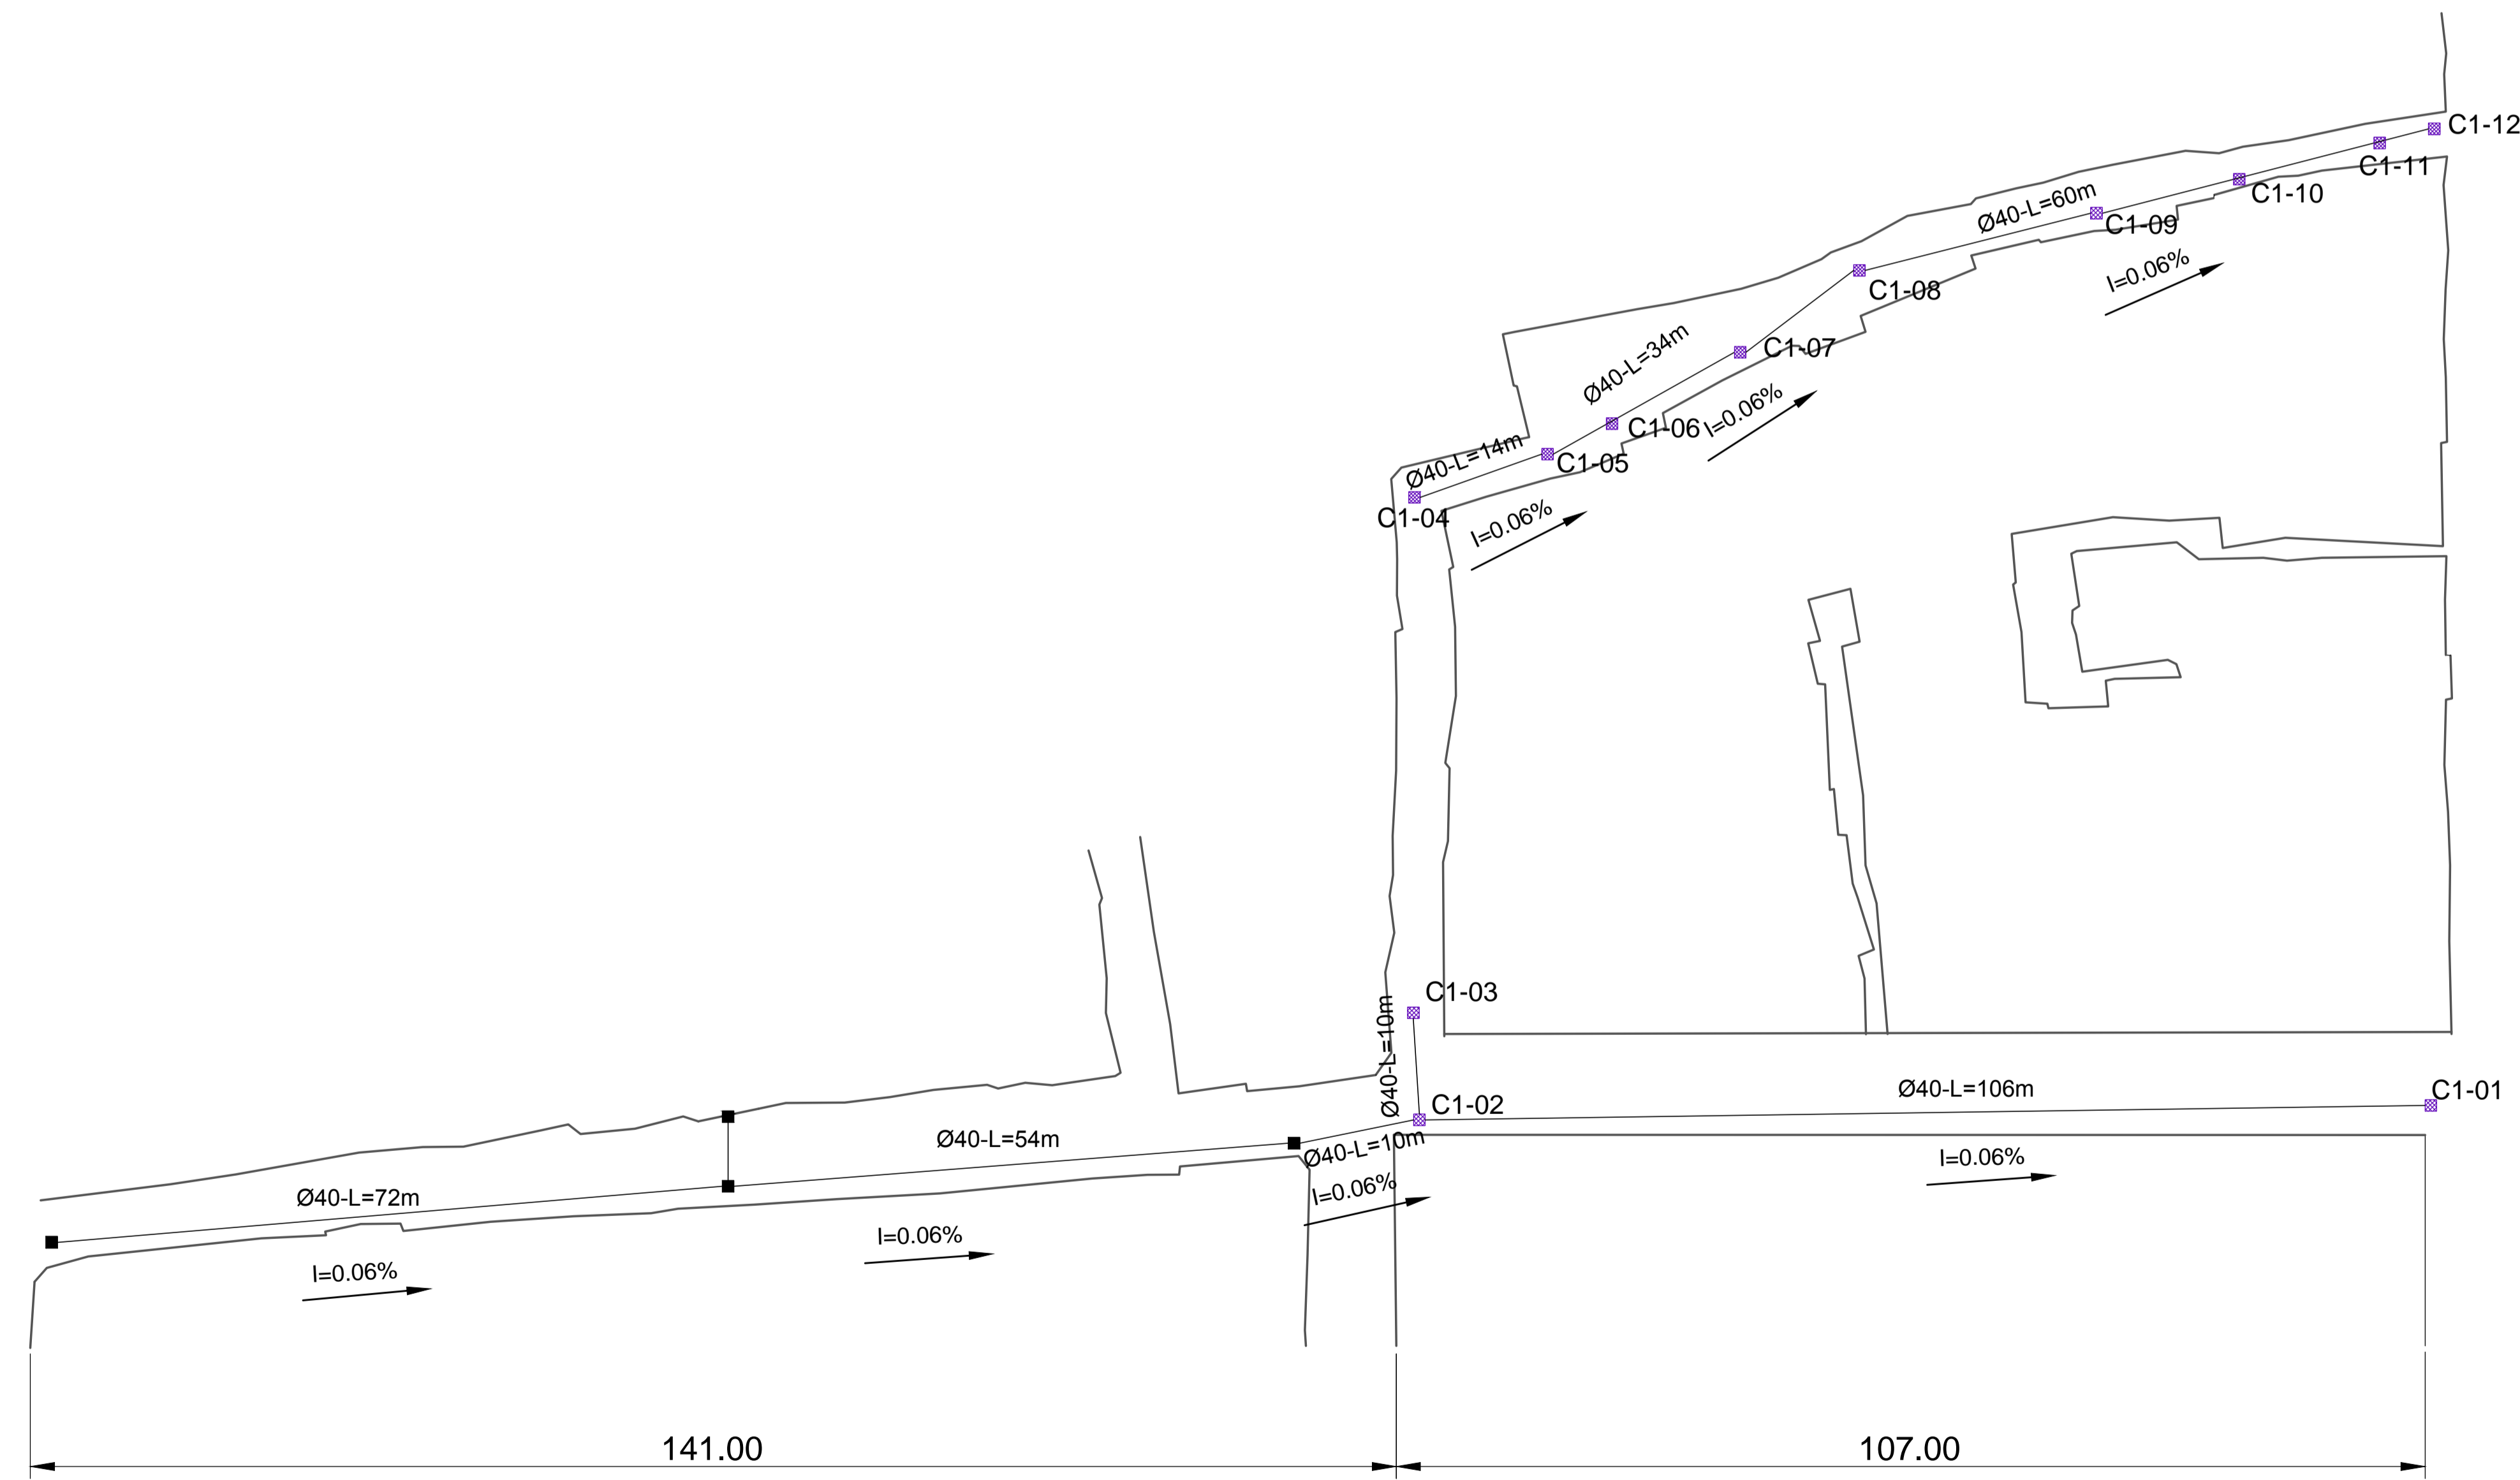 C1-12
C1-11
C1-10
Ø40-L=60m
C1-09
I=0.06%
C1-08
Ø40-L=34m
C1-07
I=0.06%
C1-06
Ø40-L=14m
C1-05
C1-04
I=0.06%
C1-03
Ø40-L=10m
C1-02
Ø40-L=106m
C1-01
Ø40-L=54m
Ø40-L=10m
I=0.06%
I=0.06%
Ø40-L=72m
I=0.06%
I=0.06%
141.00
107.00